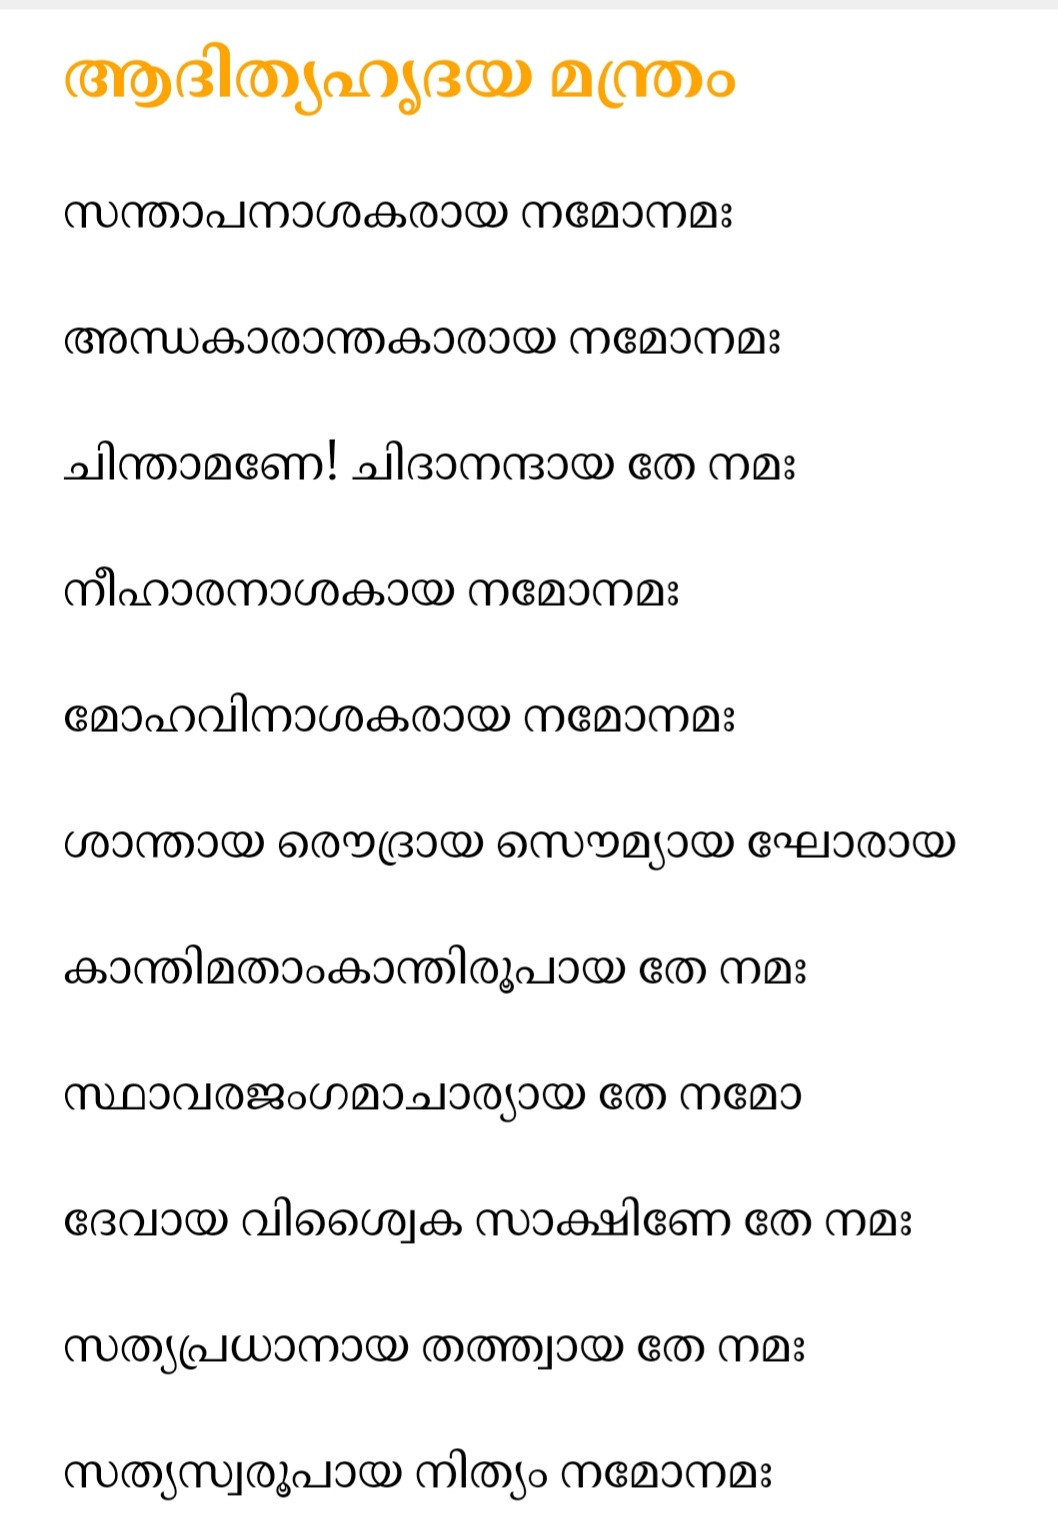 ആദിത്യഹൃദയ മന്ത്രം
സന്താപനാശകരായ നമോനമഃ
അന്ധകാരാന്തകാരായ നമോനമഃ
ചിന്താമണേ! ചിദാനന്ദായ തേ നമഃ
നീഹാരനാശകായ നമോനമഃ
മോഹവിനാശകരായ നമോനമഃ
ശാന്തായ രൌദ്രായ സൌമ്യായ ഘോരായ
കാന്തിമതാംകാന്തിരൂപായ തേ നമഃ
സ്ഥാവരജംഗമാചാര്യായ തേ നമോ
ദേവായ വിശ്വൈക സാക്ഷിണേ തേ നമഃ
സത്യപ്രധാനായ തത്ത്വായ തേ നമഃ
സത്യസ്വരൂപായ നിത്യം നമോനമഃ